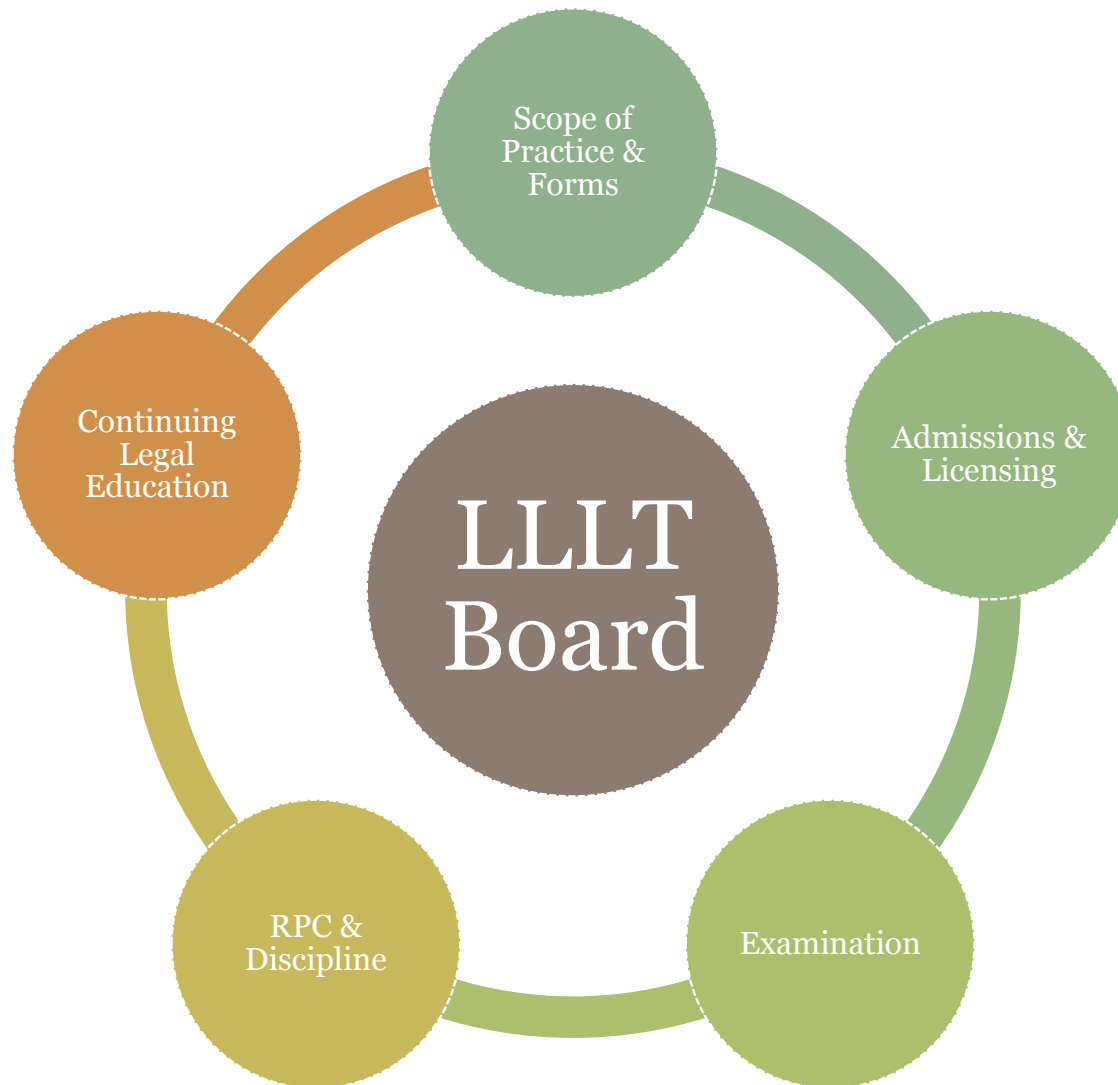 Scope of
Practice &
Forms
Admissions &
Licensing
Examination
RPC &
Discipline
Continuing
Legal
Education
LLLT
Board